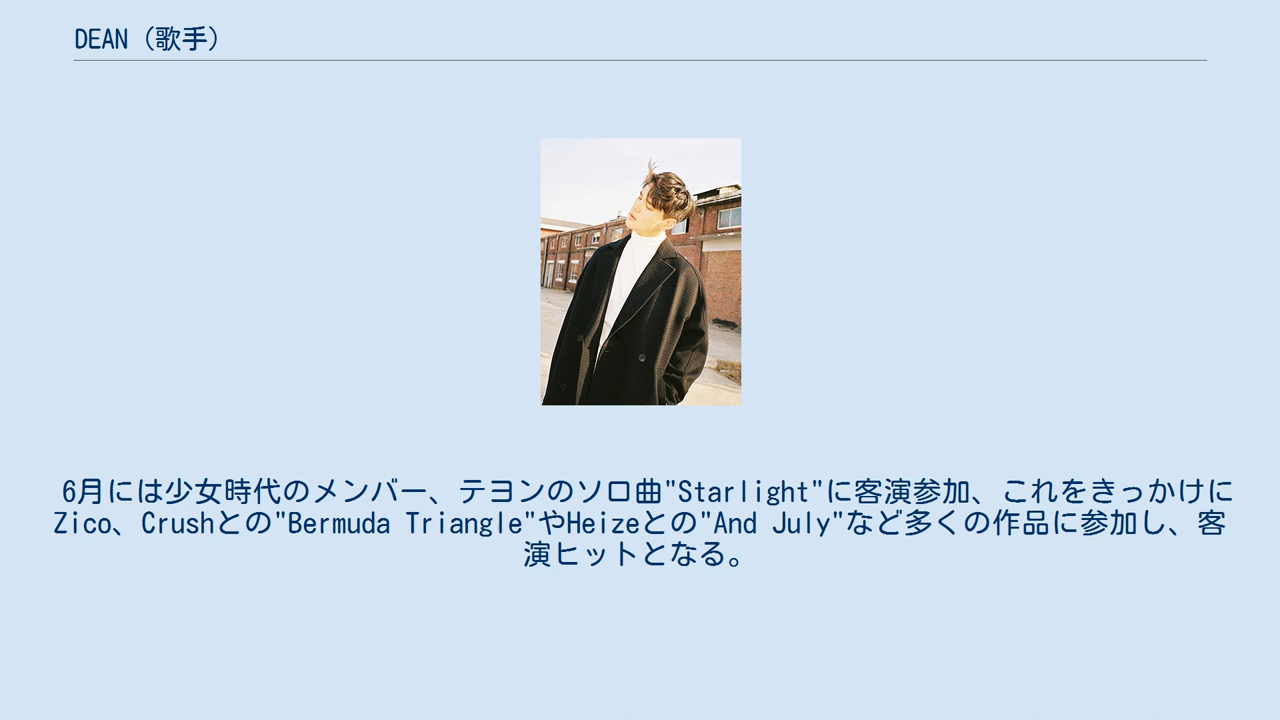 DEAN（歌手）
6月には少女時代のメンバー、テヨンのソロ曲"Starlight"に客演参加、これをきっかけに
Zico、Crushとの"Bermuda Triangle"やHeizeとの"And July"など多くの作品に参加し、客
演ヒットとなる。